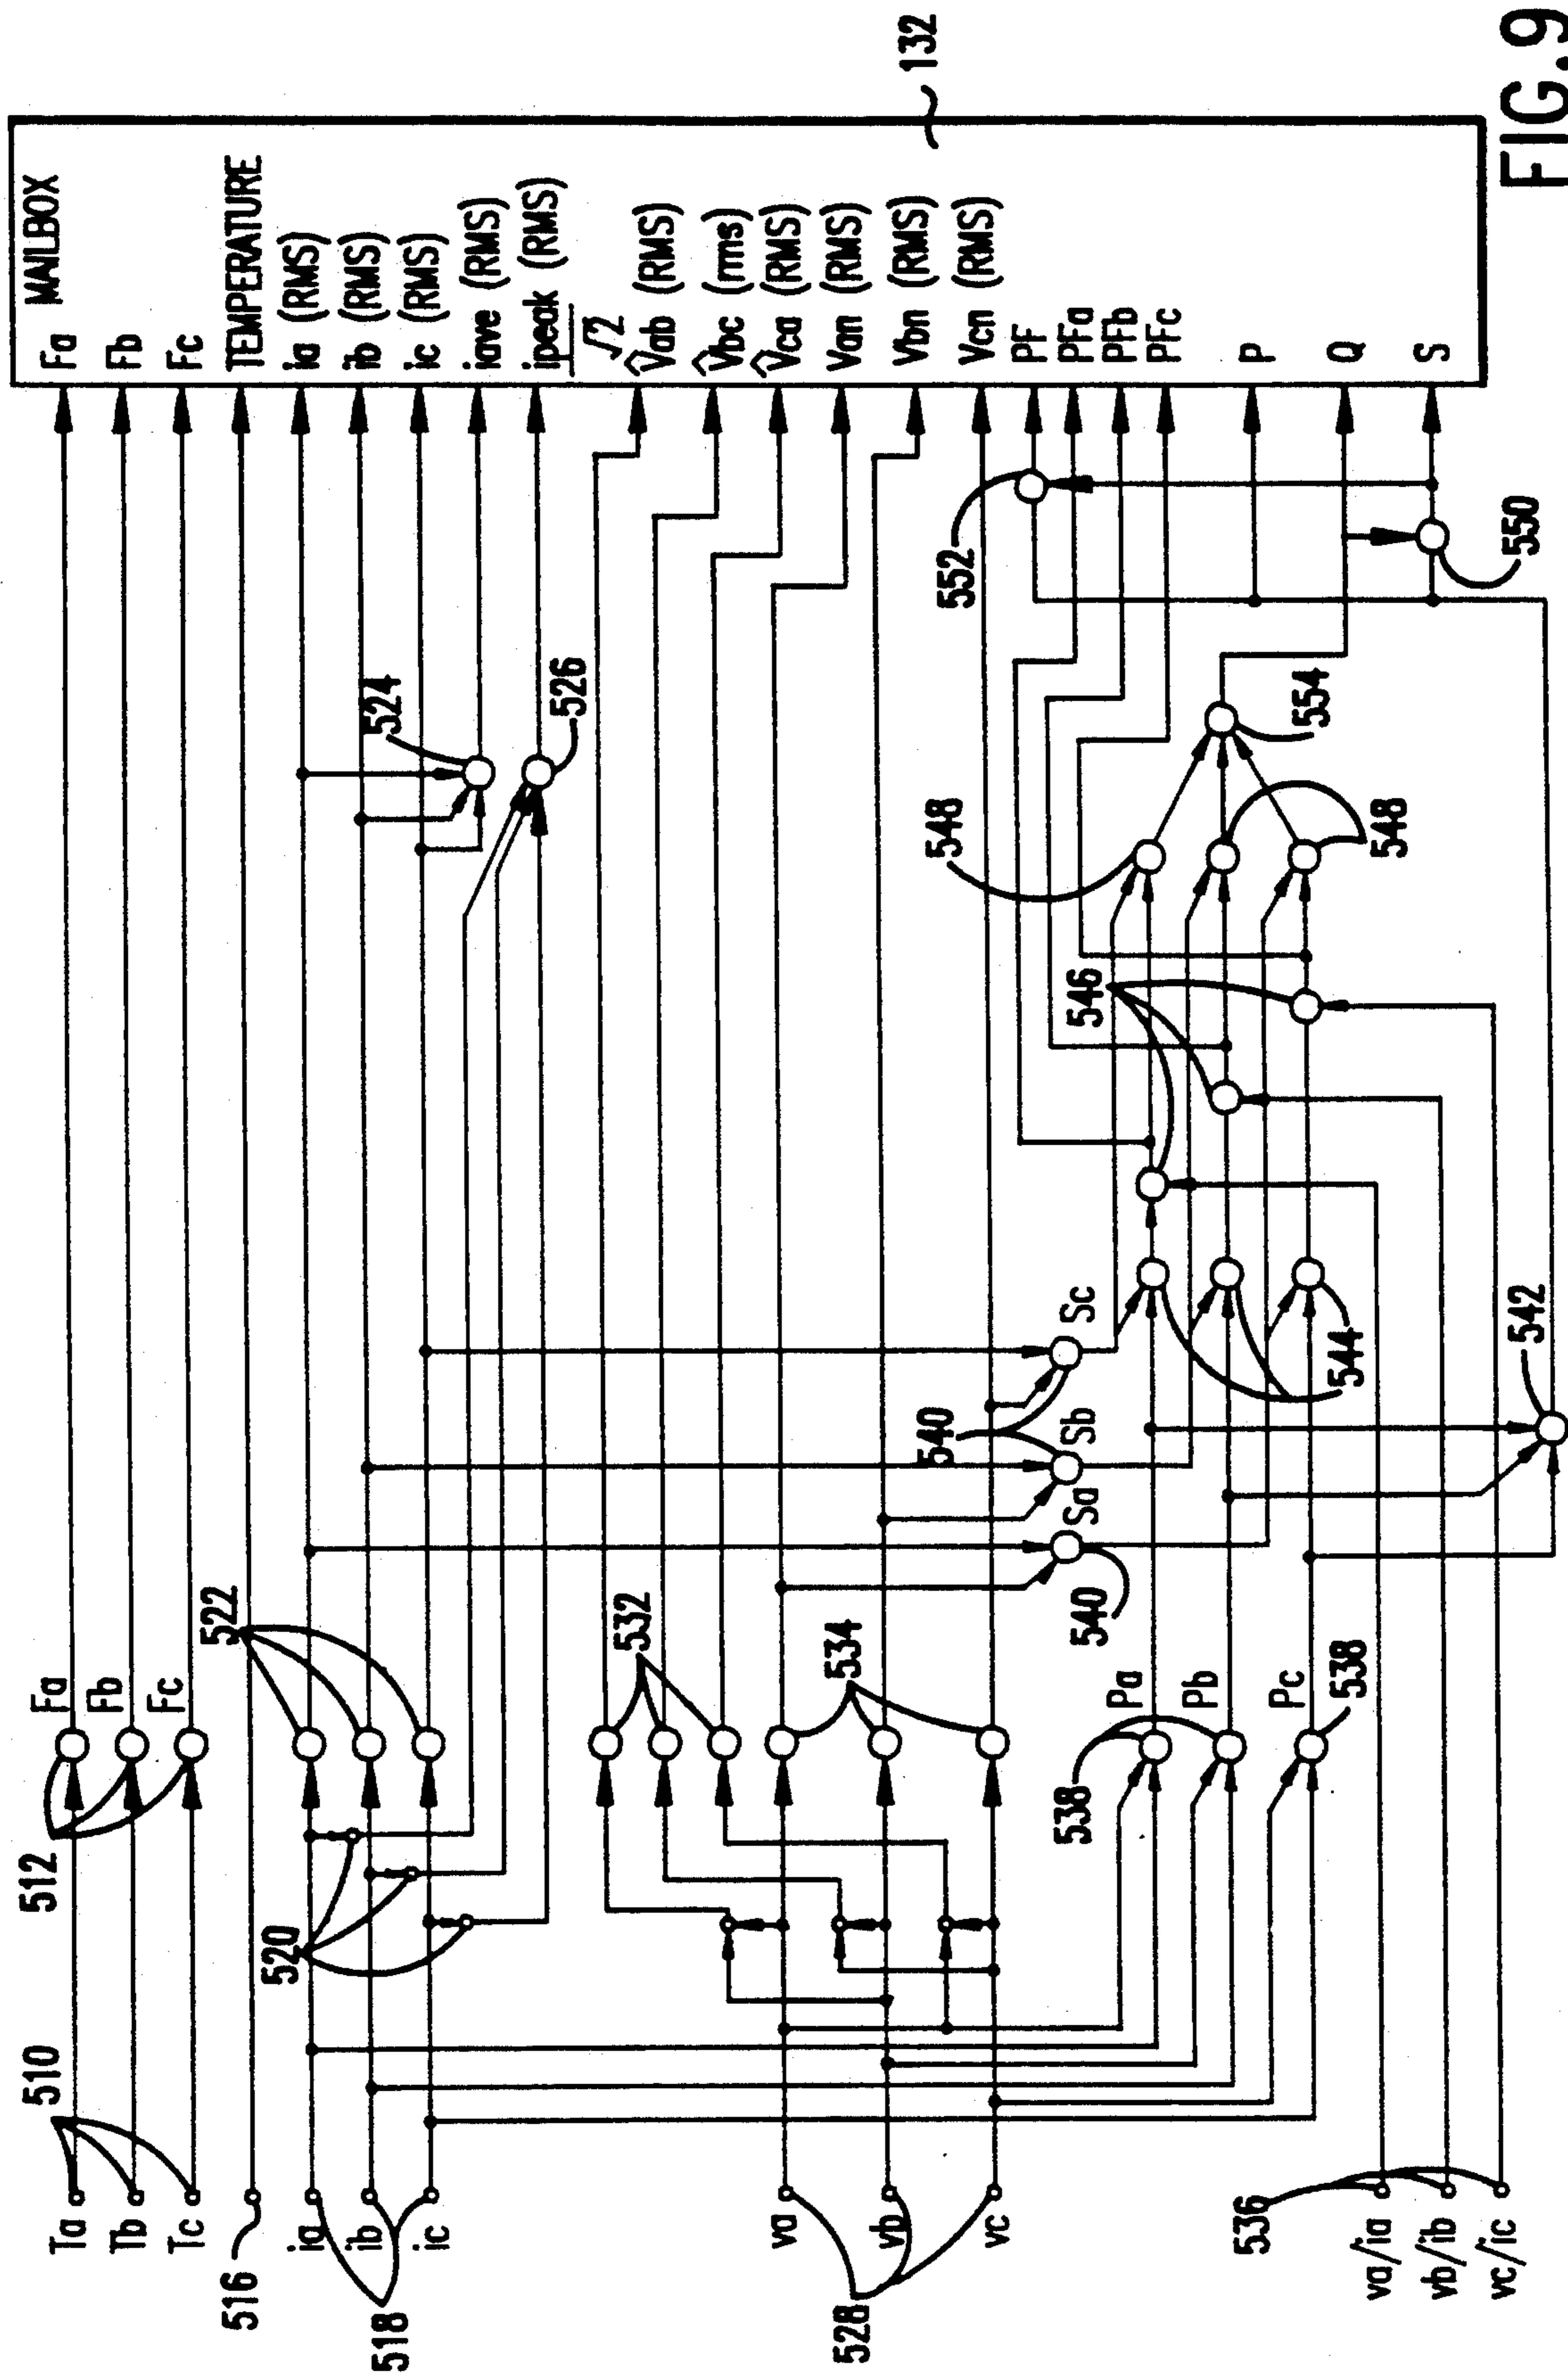 510
Ta
Tb
Tc
512
Fa
Fb
Fc
516
522
518
ia
ib
ic
520
524
526
528
va
vb
vc
532
534
536
va/ia
vb/ib
vc/ic
538
Pa
Pb
Pc
538
540
Sa
Sb
Sc
540
542
544
546
548
548
550
552
554
MAILBOX
Fa
Fb
Fc
TEMPERATURE
ia (RMS)
ib (RMS)
ic (RMS)
iave (RMS)
ipeak (RMS)
√2
V̂ab (RMS)
V̂bc (rms)
V̂ca (RMS)
Van (RMS)
Vbn (RMS)
Vcn (RMS)
PF
PFa
PFb
PFc
P
Q
S
132
FIG.9